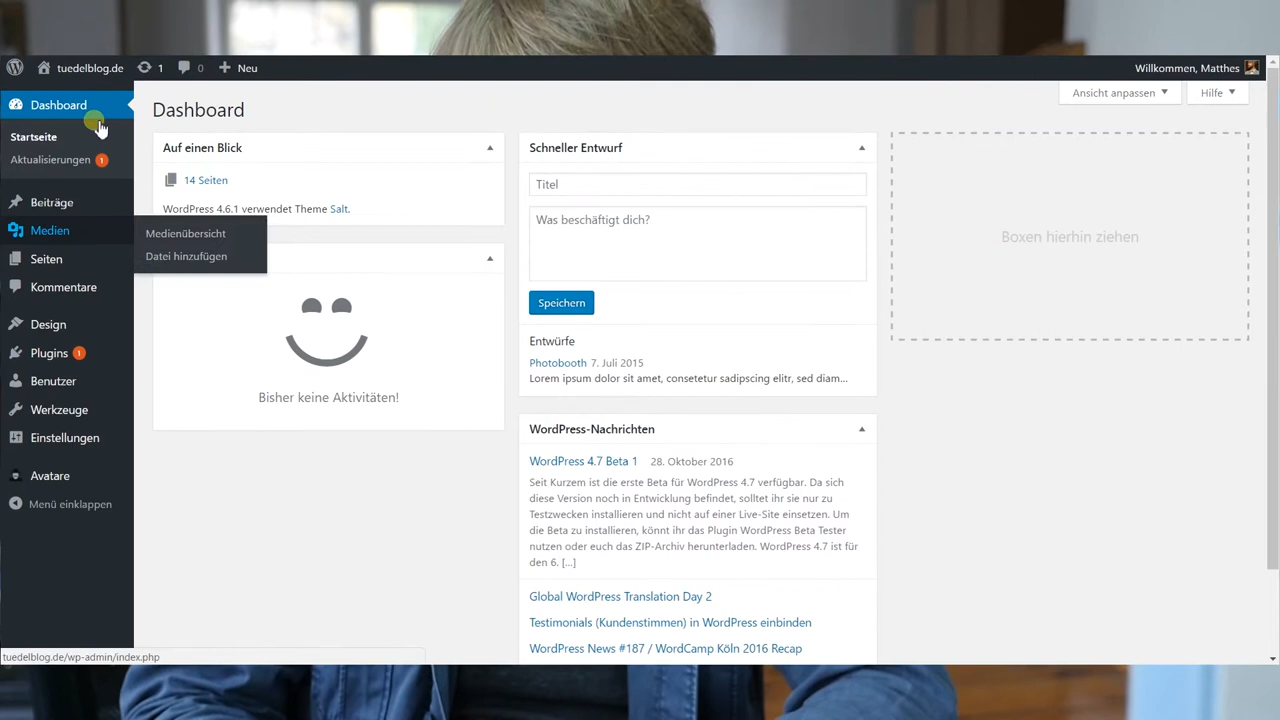 tuedelblog.de 1 0 Neu Willkommen, Matthes
Ansicht anpassen Hilfe
Dashboard
Startseite
Aktualisierungen 1
Beiträge
Medien
Medienübersicht
Datei hinzufügen
Seiten
Kommentare
Design
Plugins 1
Benutzer
Werkzeuge
Einstellungen
Avatare
Menü einklappen
Dashboard
Auf einen Blick
14 Seiten
WordPress 4.6.1 verwendet Theme Salt.
Bisher keine Aktivitäten!
Schneller Entwurf
Titel
Was beschäftigt dich?
Speichern
Entwürfe
Photobooth 7. Juli 2015
Lorem ipsum dolor sit amet, consetetur sadipscing elitr, sed diam...
WordPress-Nachrichten
WordPress 4.7 Beta 1 28. Oktober 2016
Seit Kurzem ist die erste Beta für WordPress 4.7 verfügbar. Da sich
diese Version noch in Entwicklung befindet, solltet ihr sie nur zu
Testzwecken installieren und nicht auf einer Live-Site einsetzen. Um
die Beta zu installieren, könnt ihr das Plugin WordPress Beta Tester
nutzen oder euch das ZIP-Archiv herunterladen. WordPress 4.7 ist für
den 6. [...]
Global WordPress Translation Day 2
Testimonials (Kundenstimmen) in WordPress einbinden
WordPress News #187 / WordCamp Köln 2016 Recap
Boxen hierhin ziehen
tuedelblog.de/wp-admin/index.php